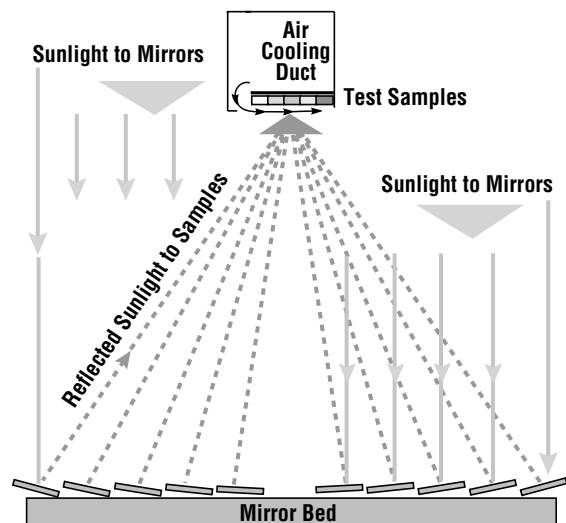 Sunlight to Mirrors
Air
Cooling
Duct
Test Samples
Sunlight to Mirrors
Reflected Sunlight to Samples
Mirror Bed